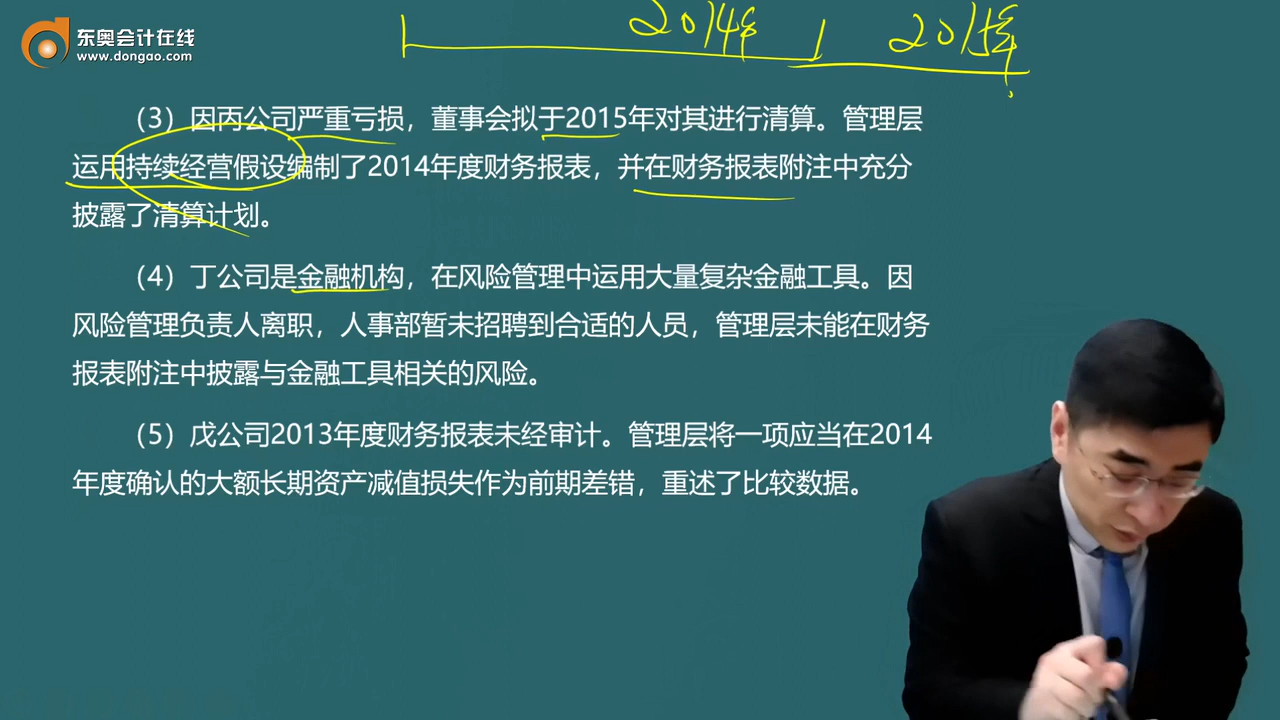 东奥会计在线
www.dongao.com
2014年 2015年
（3）因丙公司严重亏损，董事会拟于2015年对其进行清算。管理层
运用持续经营假设编制了2014年度财务报表，并在财务报表附注中充分
披露了清算计划。
（4）丁公司是金融机构，在风险管理中运用大量复杂金融工具。因
风险管理负责人离职，人事部暂未招聘到合适的人员，管理层未能在财务
报表附注中披露与金融工具相关的风险。
（5）戊公司2013年度财务报表未经审计。管理层将一项应当在2014
年度确认的大额长期资产减值损失作为前期差错，重述了比较数据。